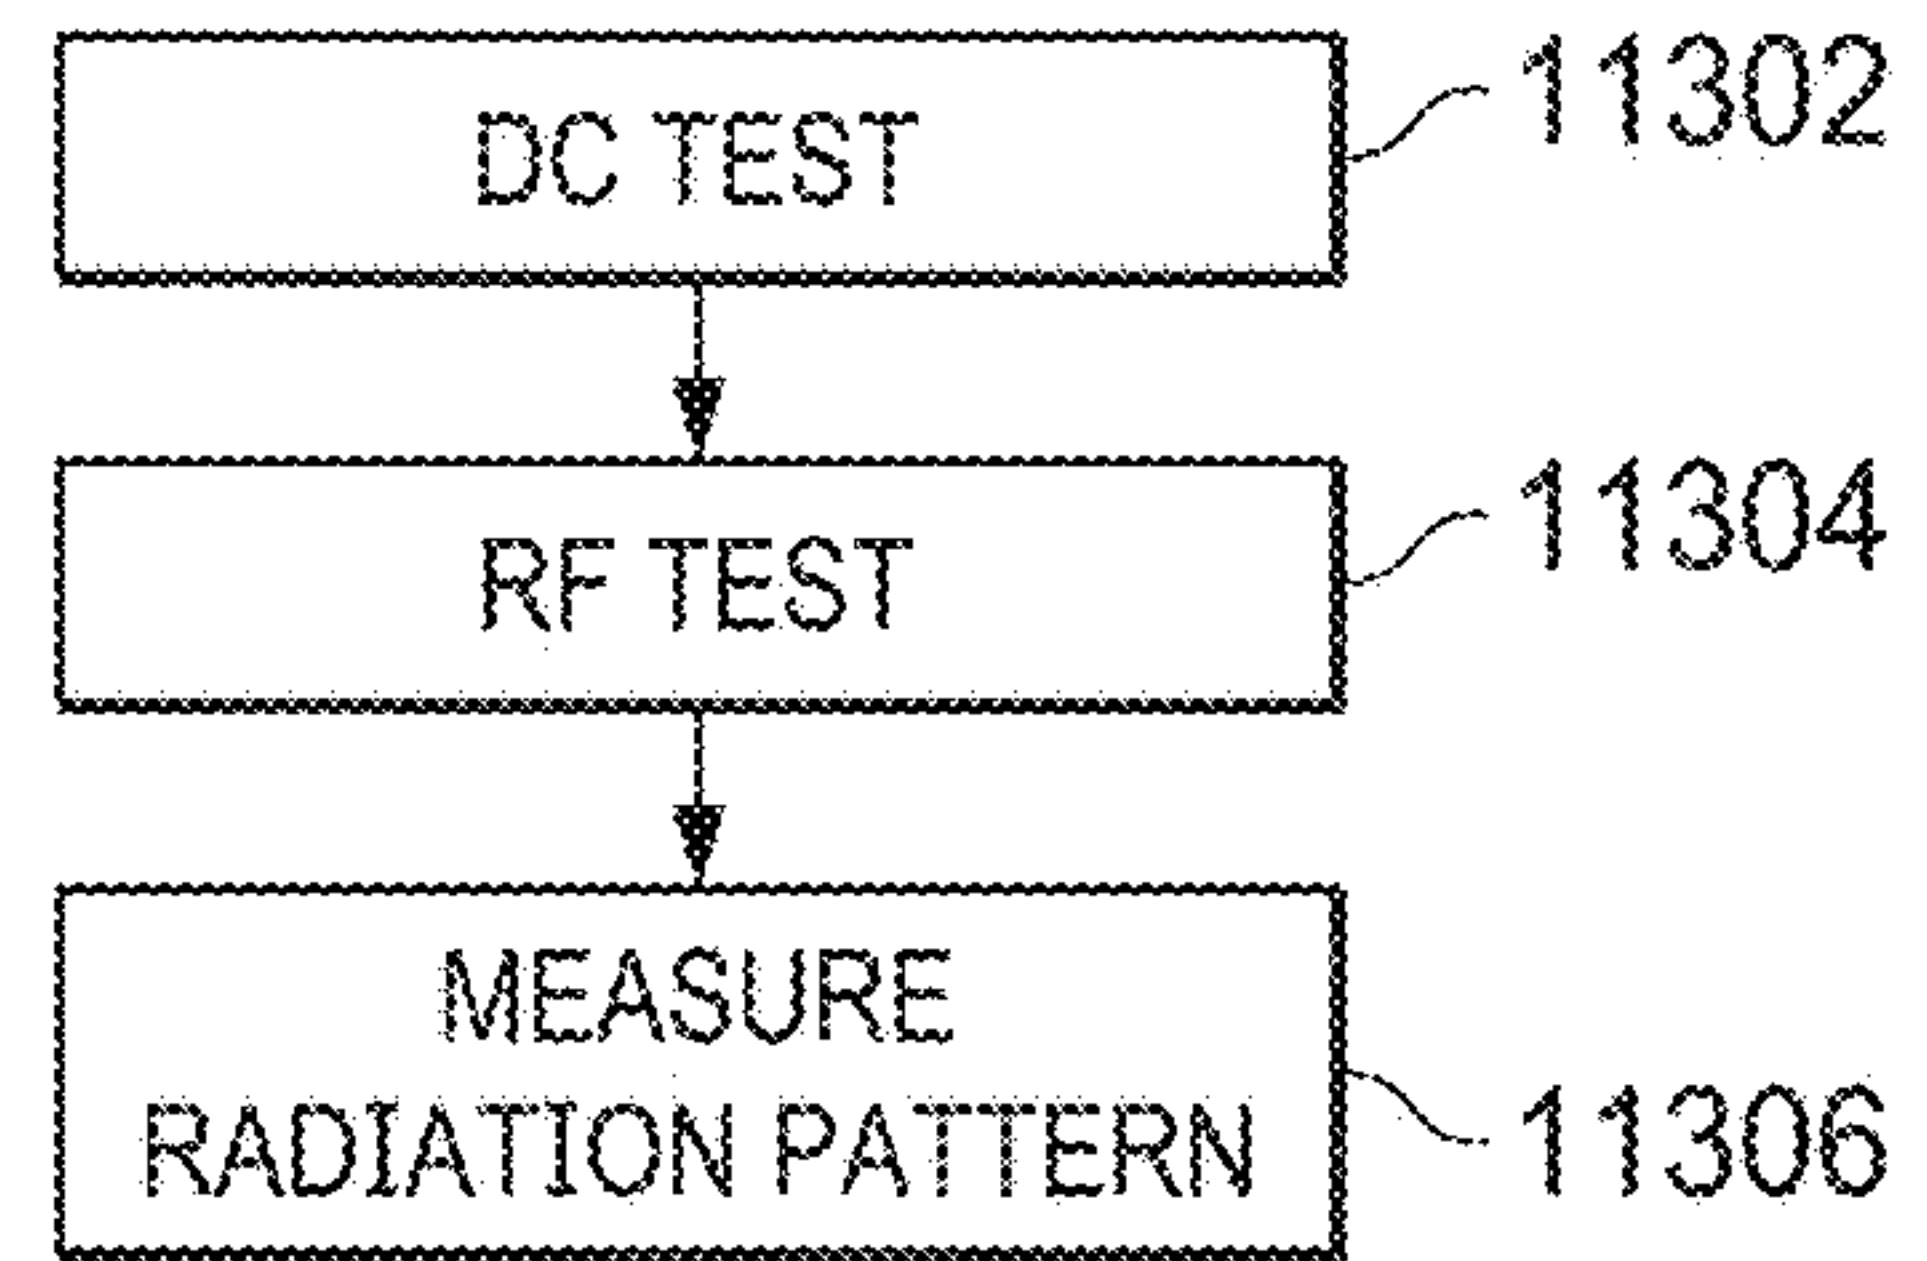 DC TEST
11302
RF TEST
11304
MEASURE
RADIATION PATTERN
11306